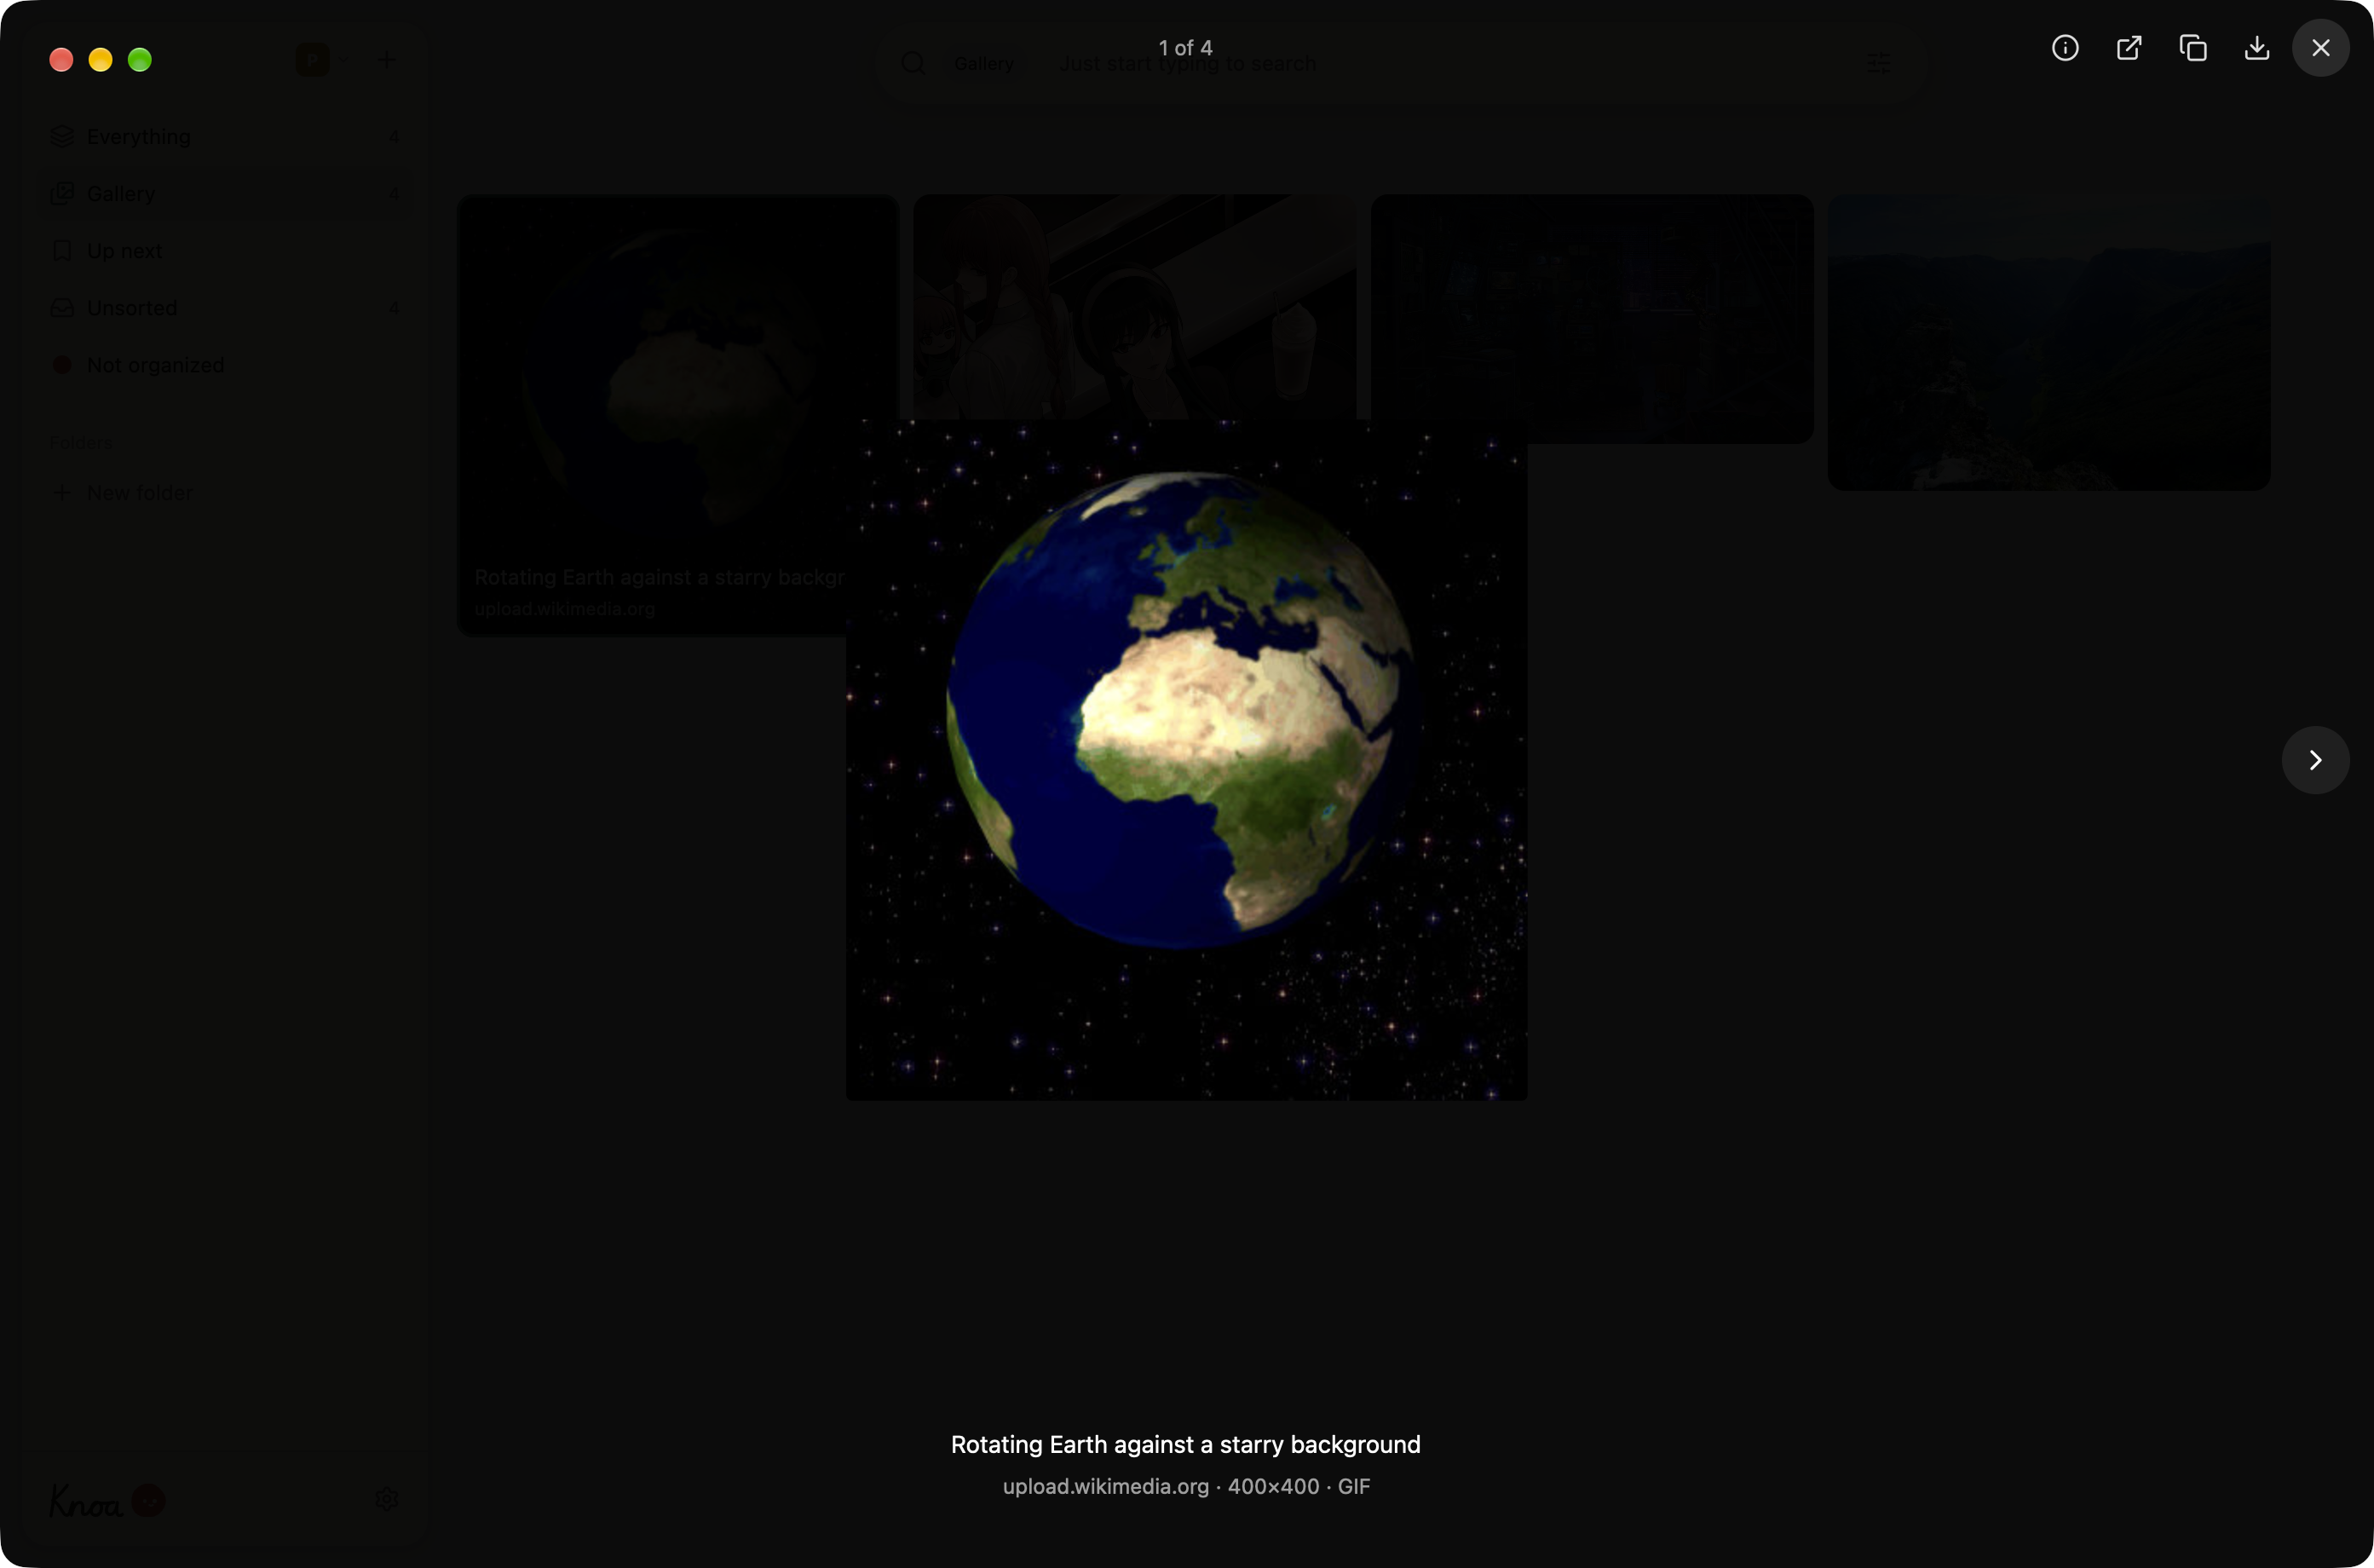 1 of 4
P
Gallery
Just start typing to search
Everything 4
Gallery 4
Up next
Unsorted 4
Not organized
Folders
New folder
Rotating Earth against a starry backgr
upload.wikimedia.org
Rotating Earth against a starry background
upload.wikimedia.org · 400×400 · GIF
Knoa